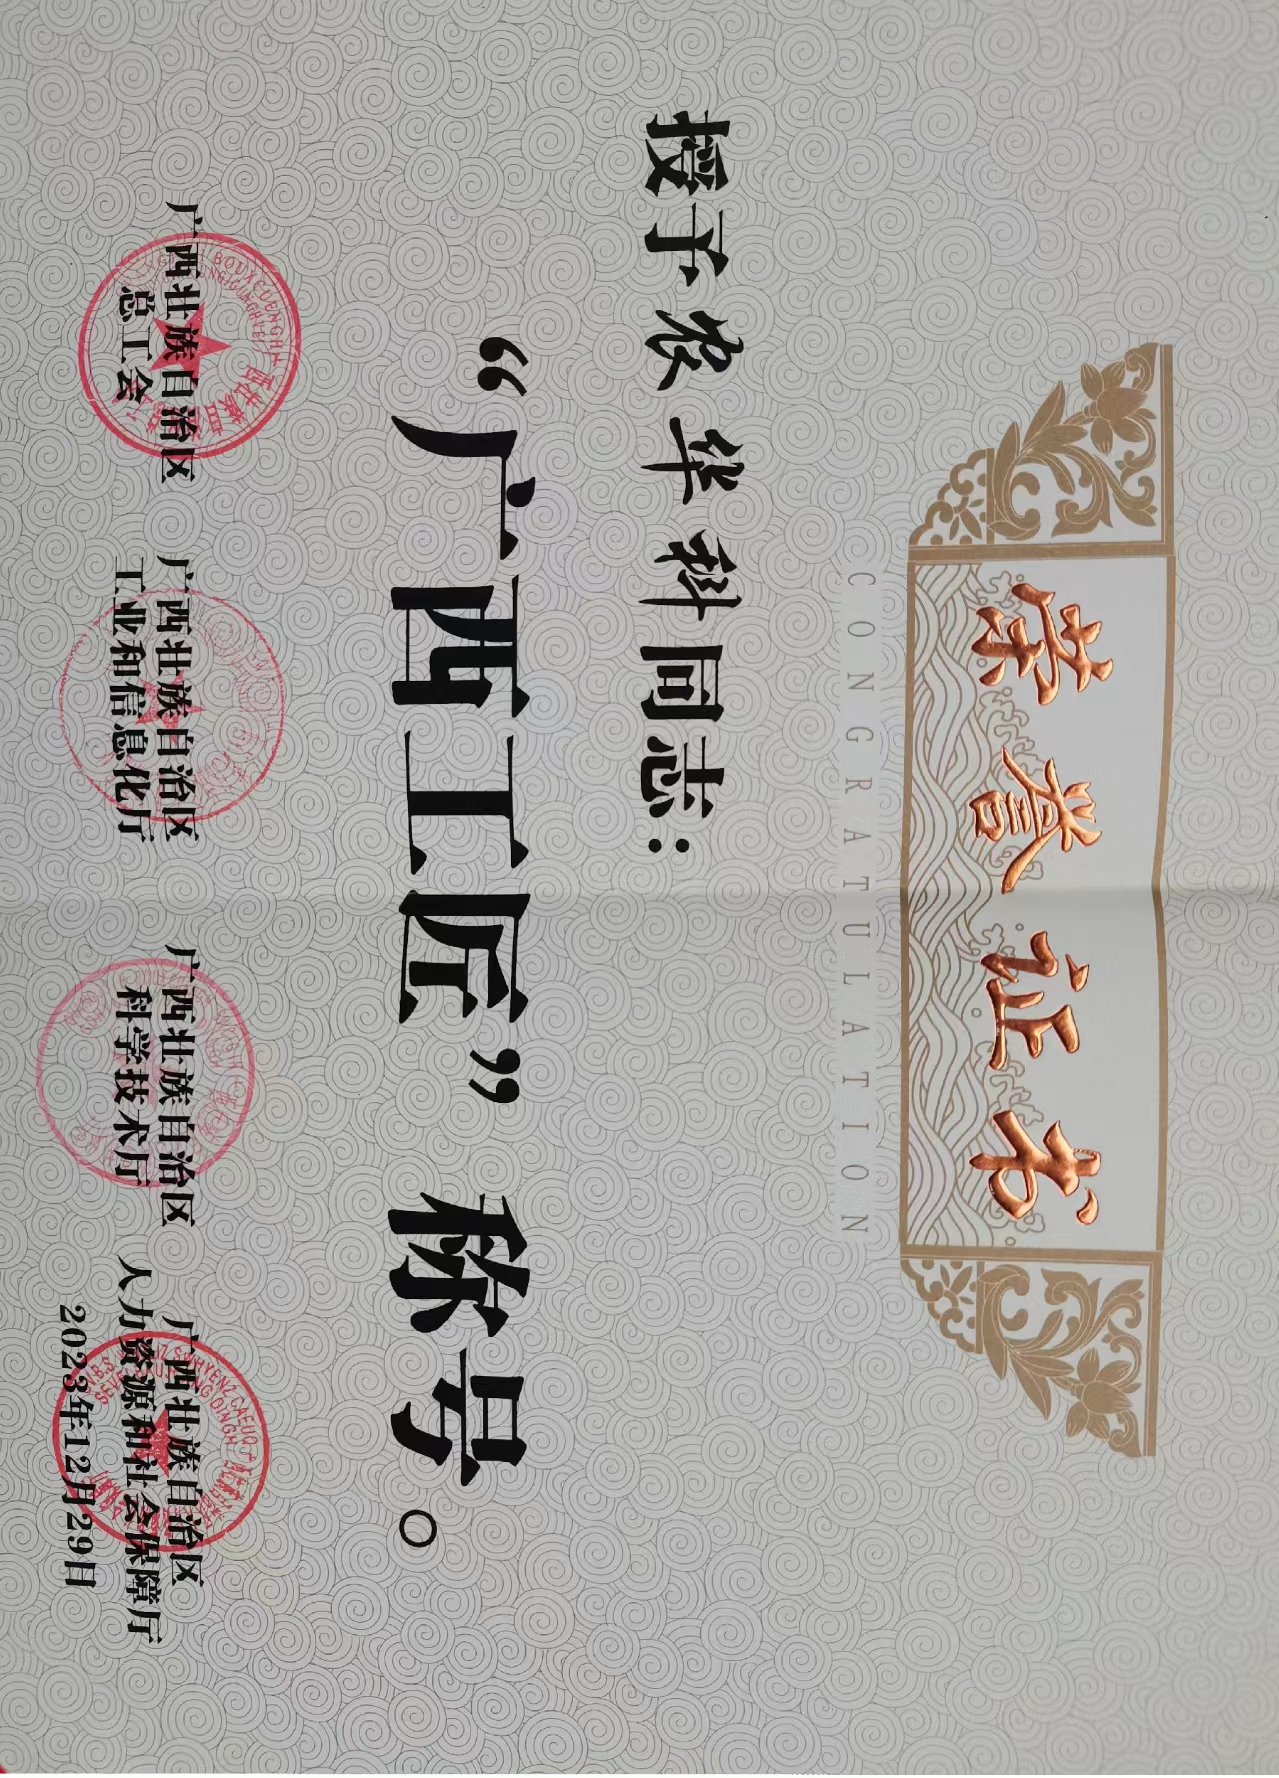 荣誉证书
CONGRATULATION
授予农华科同志：
“广西工匠”称号。
广西壮族自治区
总工会
广西壮族自治区
工业和信息化厅
广西壮族自治区
科学技术厅
广西壮族自治区
人力资源和社会保障厅
2023年12月29日